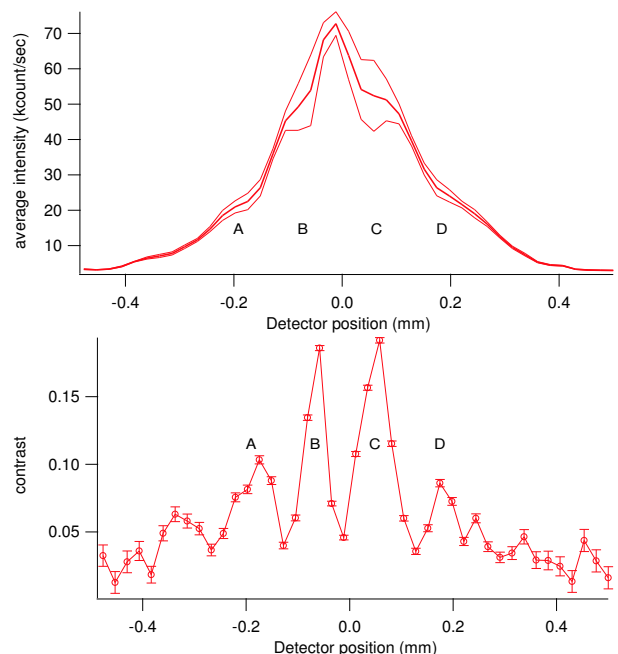 average intensity (kcount/sec)
70
60
50
40
30
20
10
A B C D
-0.4 -0.2 0.0 0.2 0.4
Detector position (mm)
contrast
0.15
0.10
0.05
A B C D
-0.4 -0.2 0.0 0.2 0.4
Detector position (mm)